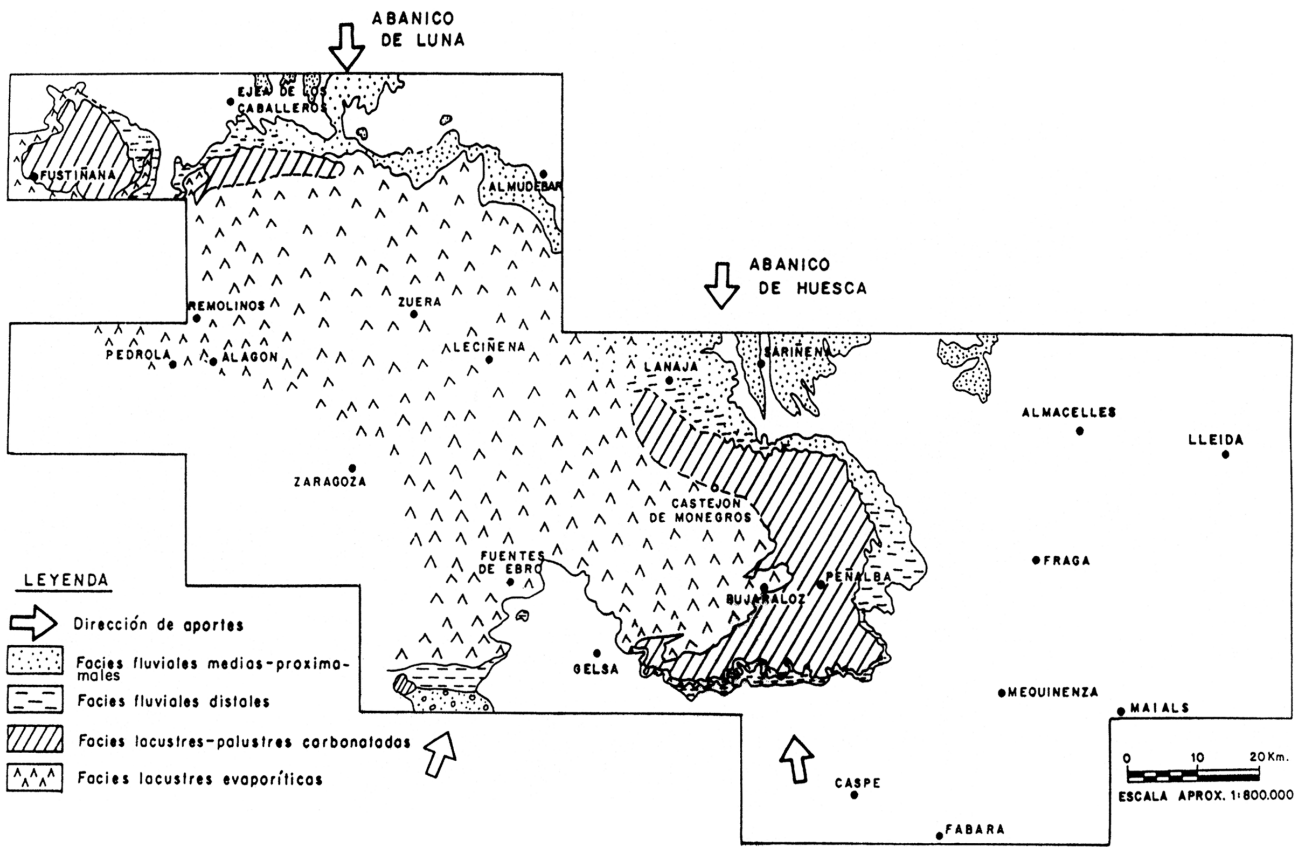 ABANICO
DE LUNA
EJEA DE LOS
CABALLEROS
FUSTIÑANA
ALMUDEBAR
ABANICO
DE HUESCA
REMOLINOS
ZUERA
PEDROLA
ALAGON
LECIÑENA
LANAJA
SARIÑENA
ALMACELLES
LLEIDA
ZARAGOZA
CASTEJON
DE MONEGROS
FUENTES
DE EBRO
FRAGA
BUJARALOZ
PEÑALBA
GELSA
MEQUINENZA
MAIALS
CASPE
FABARA
LEYENDA
Dirección de aportes
Facies fluviales medias-proxima-
males
Facies fluviales distales
Facies lacustres-palustres carbonatadas
Facies lacustres evaporíticas
0 10 20 Km.
ESCALA APROX. 1:800.000